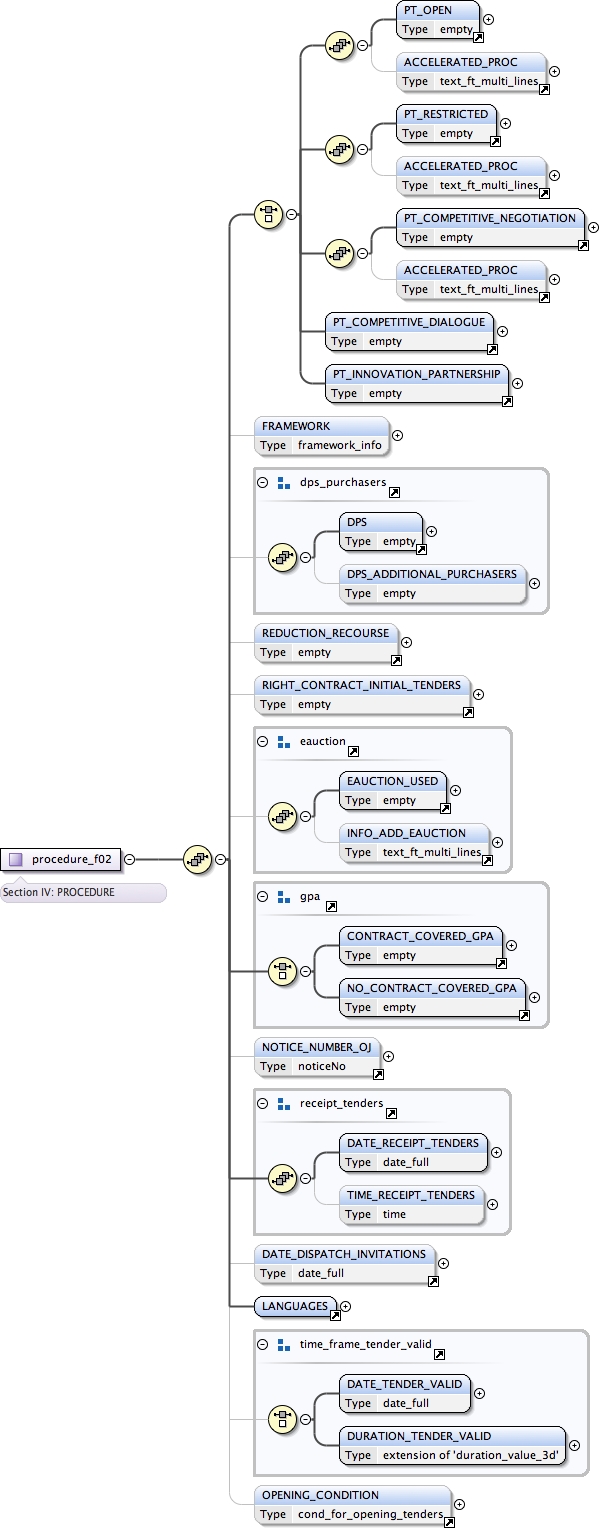 PT_OPEN
Type empty
ACCELERATED_PROC
Type text_ft_multi_lines
PT_RESTRICTED
Type empty
ACCELERATED_PROC
Type text_ft_multi_lines
PT_COMPETITIVE_NEGOTIATION
Type empty
ACCELERATED_PROC
Type text_ft_multi_lines
PT_COMPETITIVE_DIALOGUE
Type empty
PT_INNOVATION_PARTNERSHIP
Type empty
FRAMEWORK
Type framework_info
dps_purchasers
DPS
Type empty
DPS_ADDITIONAL_PURCHASERS
Type empty
REDUCTION_RECOURSE
Type empty
RIGHT_CONTRACT_INITIAL_TENDERS
Type empty
eauction
EAUCTION_USED
Type empty
INFO_ADD_EAUCTION
Type text_ft_multi_lines
procedure_f02
Section IV: PROCEDURE
gpa
CONTRACT_COVERED_GPA
Type empty
NO_CONTRACT_COVERED_GPA
Type empty
NOTICE_NUMBER_OJ
Type noticeNo
receipt_tenders
DATE_RECEIPT_TENDERS
Type date_full
TIME_RECEIPT_TENDERS
Type time
DATE_DISPATCH_INVITATIONS
Type date_full
LANGUAGES
time_frame_tender_valid
DATE_TENDER_VALID
Type date_full
DURATION_TENDER_VALID
Type extension of 'duration_value_3d'
OPENING_CONDITION
Type cond_for_opening_tenders